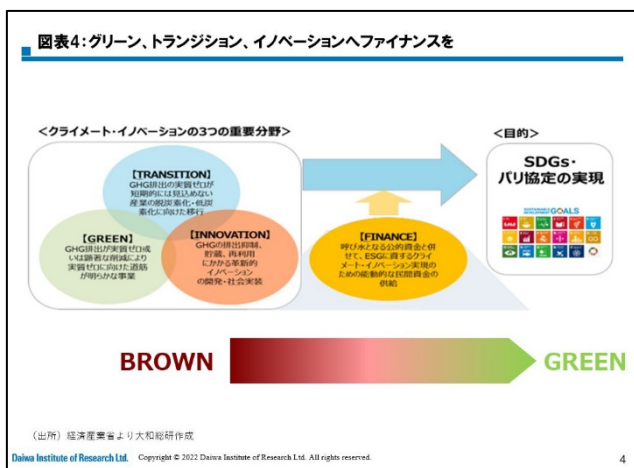 図表4:グリーン、トランジション、イノベーションへファイナンスを
<クライメート・イノベーションの3つの重要分野>
【TRANSITION】
GHG排出の実質ゼロが
短期的には見込めない
産業の脱炭素化・低炭
素化に向けた移行
【GREEN】
GHG排出が実質ゼロ或
いは顕著な削減により
実質ゼロに向けた道筋
が明らかな事業
【INNOVATION】
GHGの排出抑制、
貯蔵、再利用
にかかる革新的
イノベーション
の開発・社会実装
【FINANCE】
呼び水となる公的資金と併
せて、ESGに資するクライ
メート・イノベーション実現の
ための能動的な民間資金の
供給
<目的>
SDGs・
パリ協定の実現
SUSTAINABLE
DEVELOPMENT GOALS
BROWN
GREEN
(出所)経済産業省より大和総研作成
Daiwa Institute of Research Ltd. Copyright © 2022 Daiwa Institute of Research Ltd. All rights reserved.
4